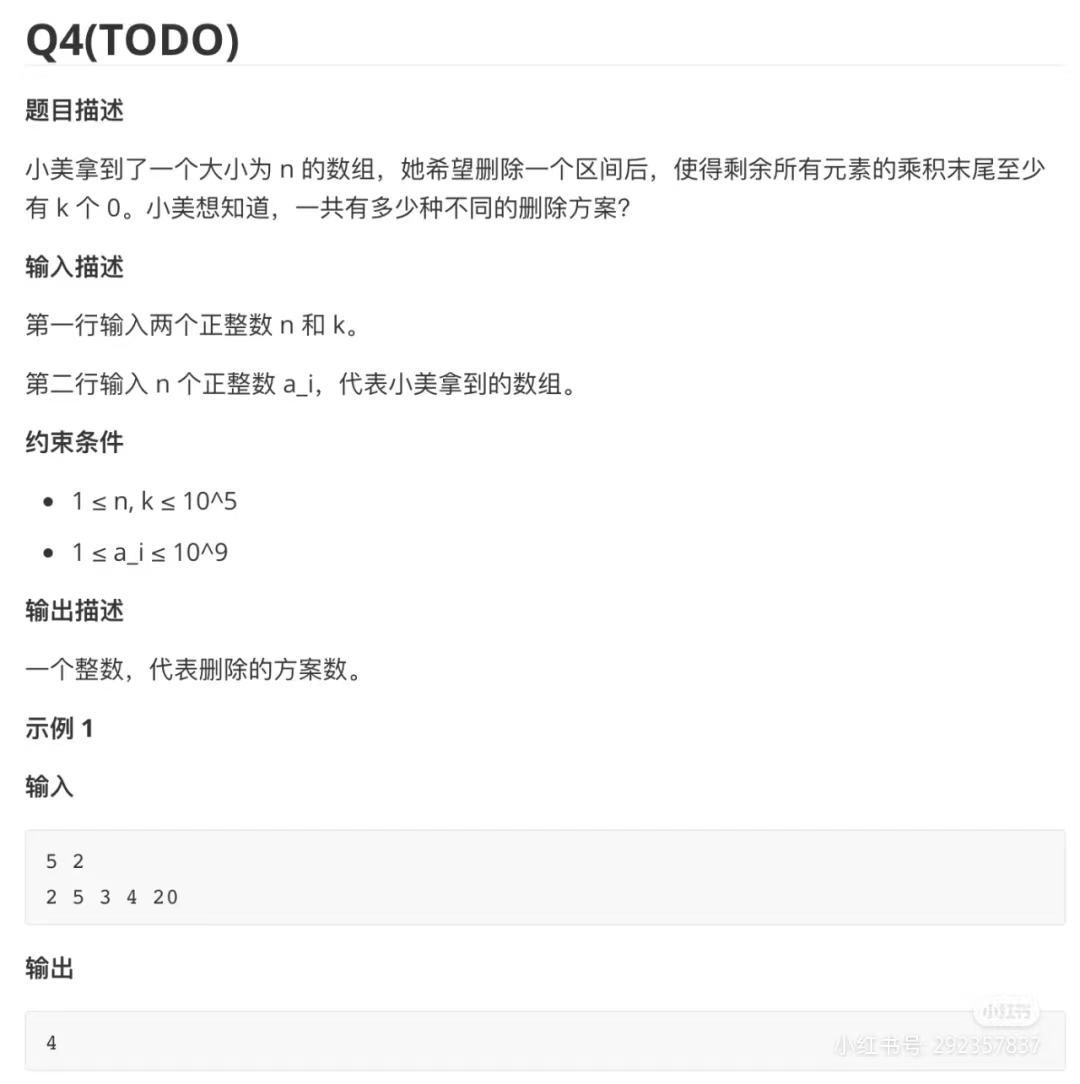 Q4(TODO)
题目描述
小美拿到了一个大小为 n 的数组，她希望删除一个区间后，使得剩余所有元素的乘积末尾至少
有 k 个 0。小美想知道，一共有多少种不同的删除方案？
输入描述
第一行输入两个正整数 n 和 k。
第二行输入 n 个正整数 a_i，代表小美拿到的数组。
约束条件
• 1 ≤ n, k ≤ 10^5
• 1 ≤ a_i ≤ 10^9
输出描述
一个整数，代表删除的方案数。
示例 1
输入
5 2
2 5 3 4 20
输出
4
小红书
小红书号 292357837